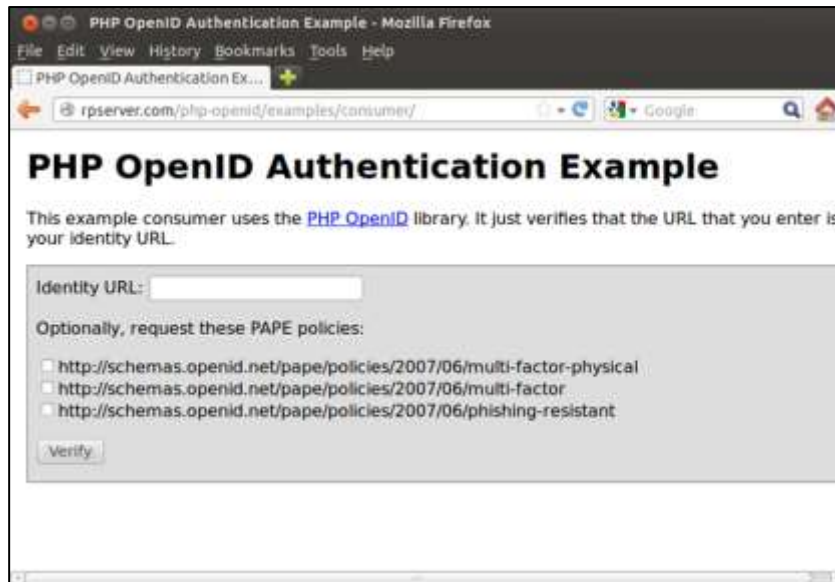 PHP OpenID Authentication Example - Mozilla Firefox
File Edit View History Bookmarks Tools Help
PHP OpenID Authentication Ex...
rpserver.com/php-openid/examples/consumer/ Google
PHP OpenID Authentication Example
This example consumer uses the PHP OpenID library. It just verifies that the URL that you enter is
your identity URL.
Identity URL:
Optionally, request these PAPE policies:
http://schemas.openid.net/pape/policies/2007/06/multi-factor-physical
http://schemas.openid.net/pape/policies/2007/06/multi-factor
http://schemas.openid.net/pape/policies/2007/06/phishing-resistant
Verify